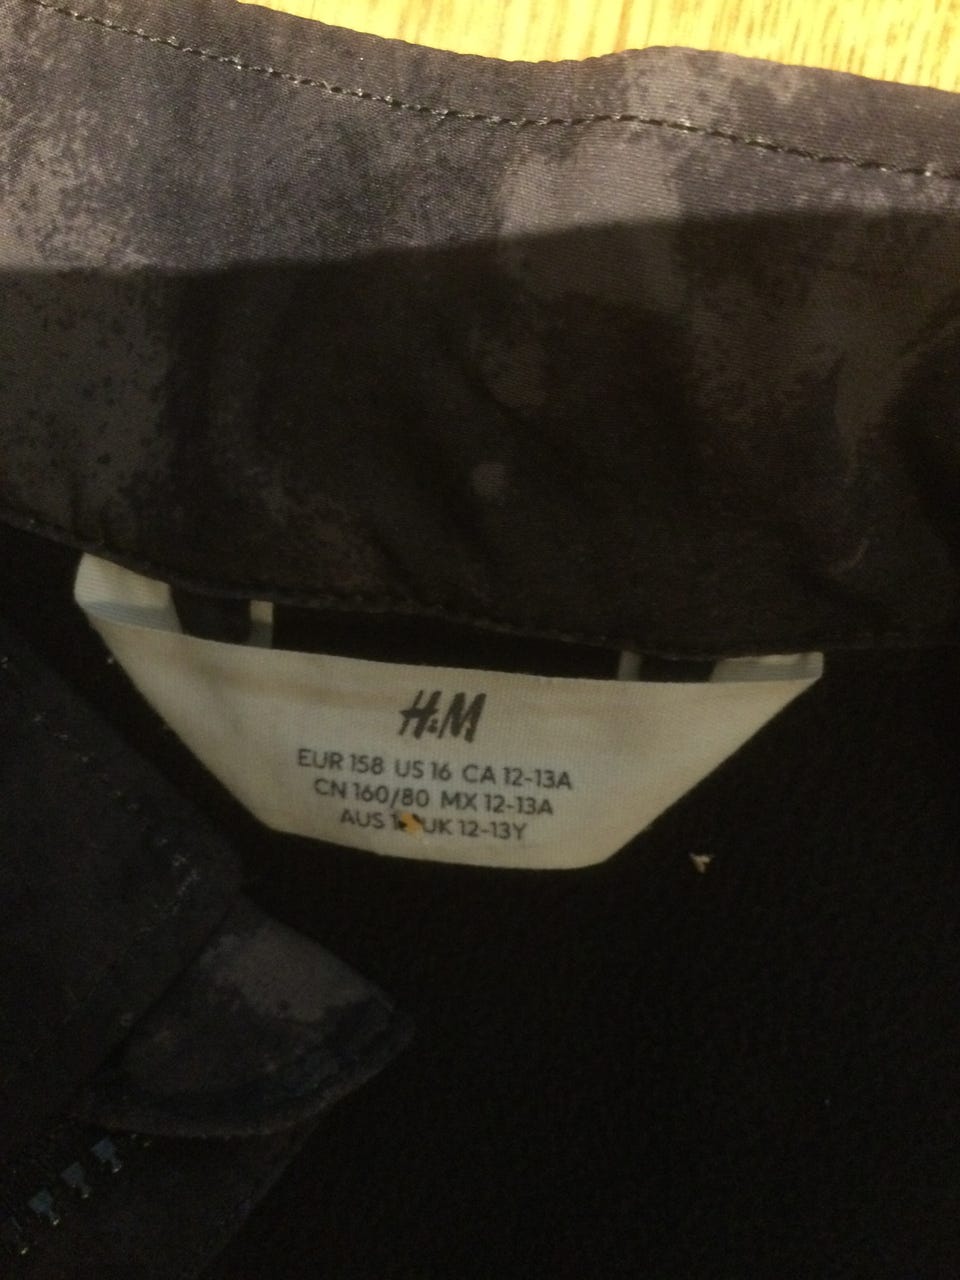 H&M
EUR 158 US 16 CA 12-13A
CN 160/80 MX 12-13A
AUS UK 12-13Y